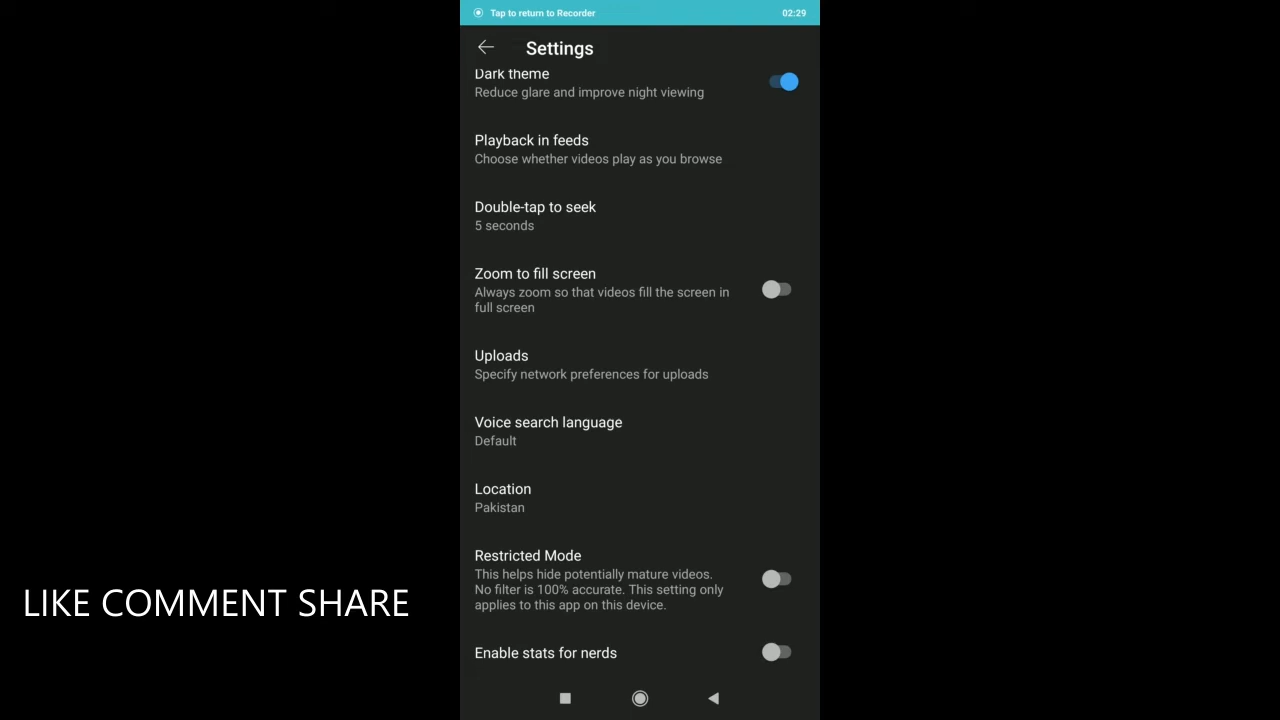 Tap to return to Recorder 02:29
Settings
Dark theme
Reduce glare and improve night viewing
Playback in feeds
Choose whether videos play as you browse
Double-tap to seek
5 seconds
Zoom to fill screen
Always zoom so that videos fill the screen in
full screen
Uploads
Specify network preferences for uploads
Voice search language
Default
Location
Pakistan
Restricted Mode
This helps hide potentially mature videos.
No filter is 100% accurate. This setting only
applies to this app on this device.
LIKE COMMENT SHARE
Enable stats for nerds